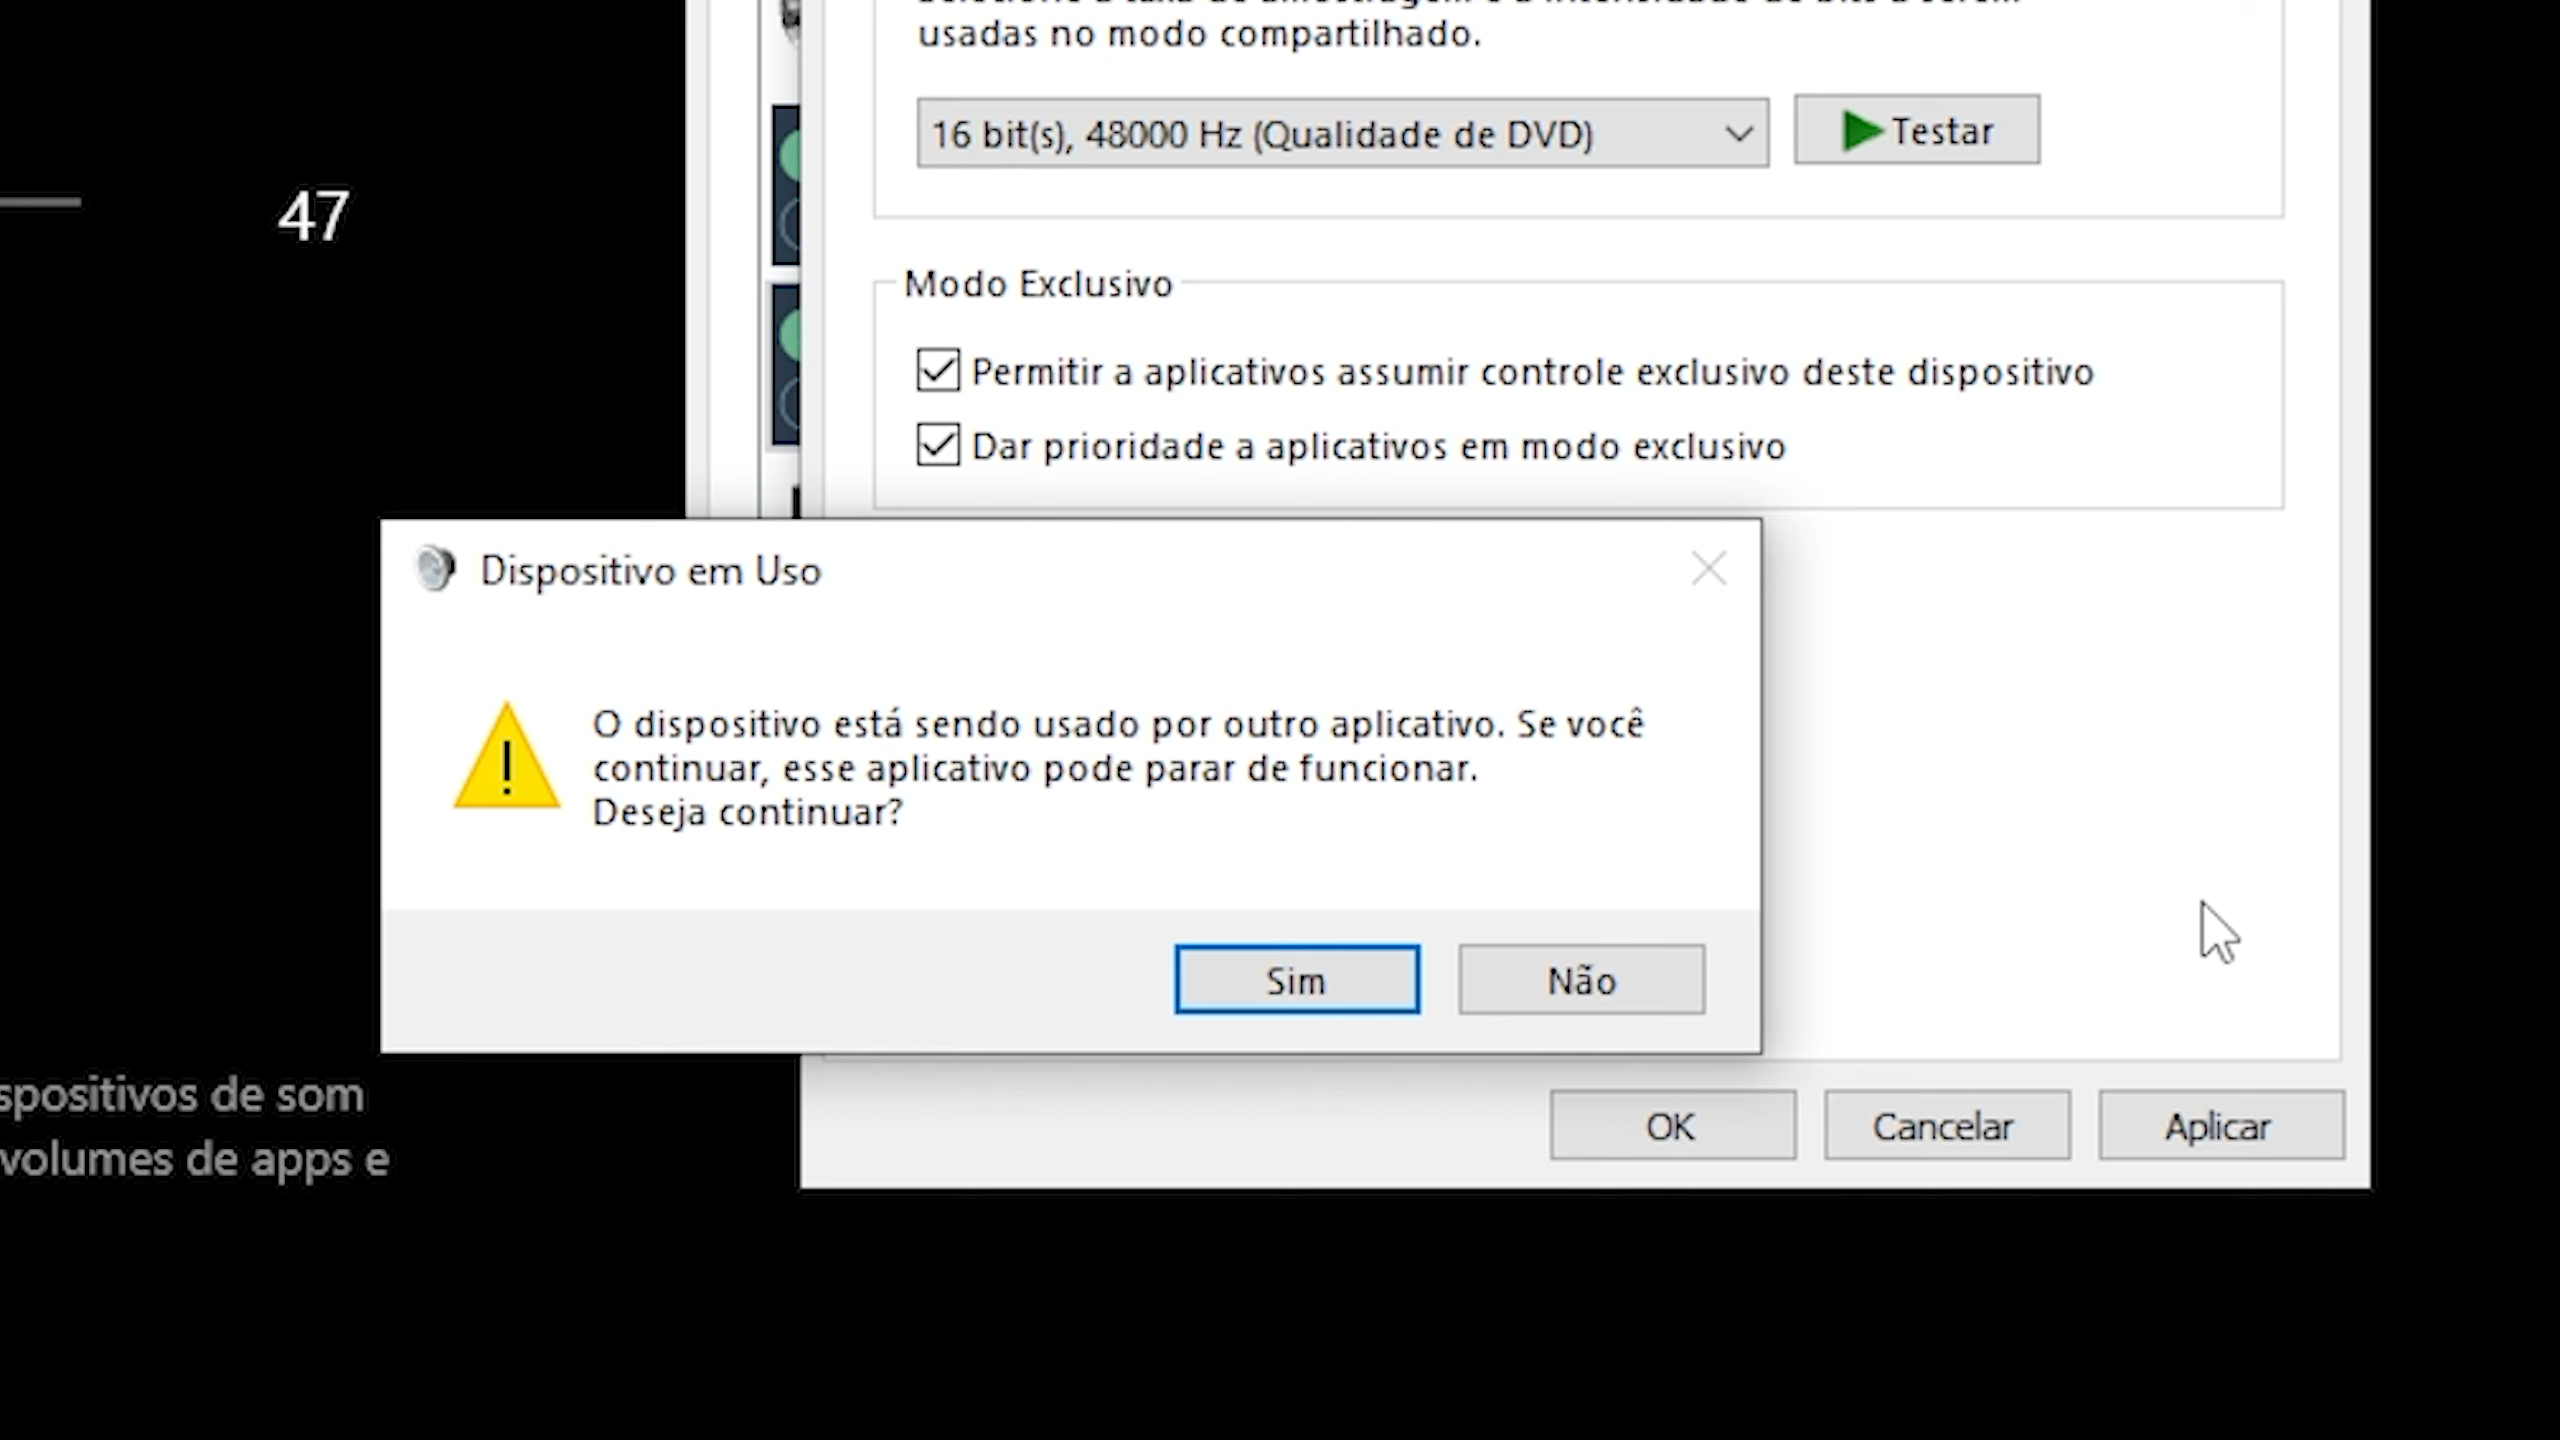 usadas no modo compartilhado.
16 bit(s), 48000 Hz (Qualidade de DVD)
Testar
47
Modo Exclusivo
Permitir a aplicativos assumir controle exclusivo deste dispositivo
Dar prioridade a aplicativos em modo exclusivo
Dispositivo em Uso
O dispositivo está sendo usado por outro aplicativo. Se você
continuar, esse aplicativo pode parar de funcionar.
Deseja continuar?
Sim
Não
spositivos de som
volumes de apps e
OK
Cancelar
Aplicar